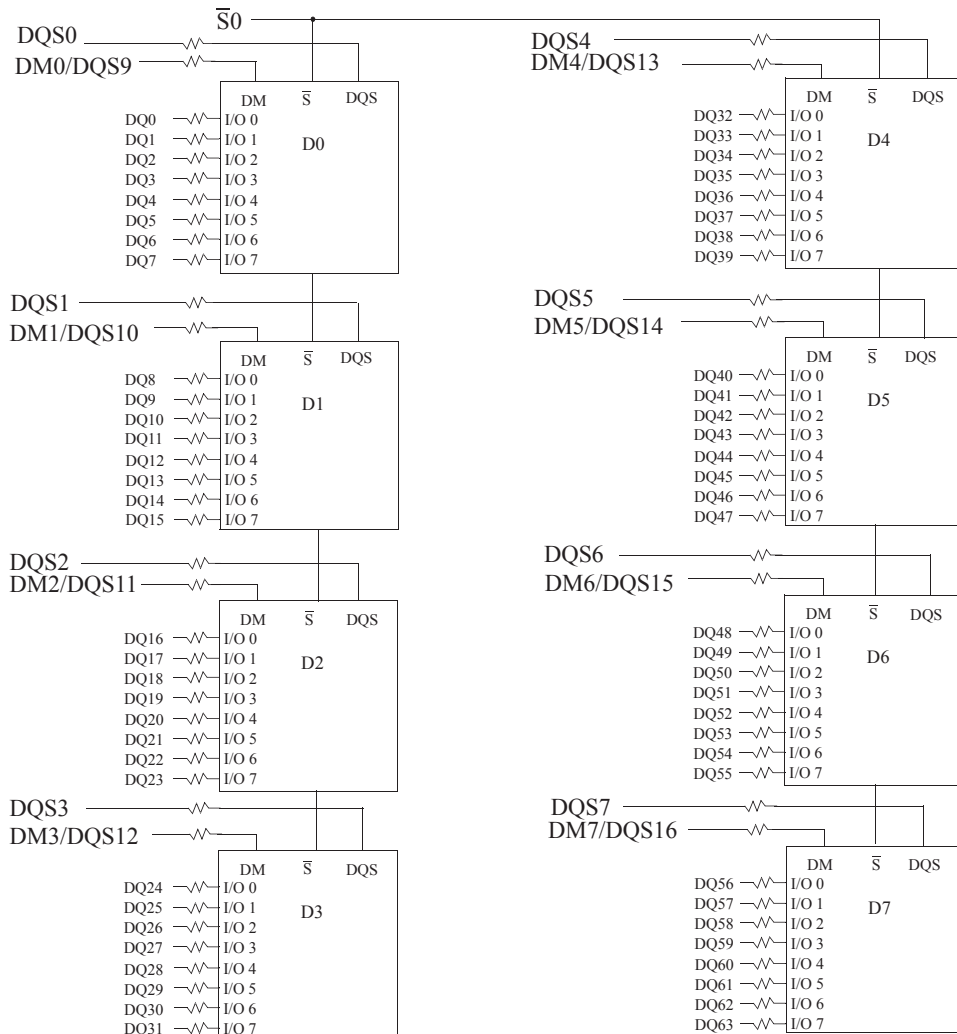 S̅0
DQS0
DM0/DQS9
DM S̅ DQS
D0
DQ0 I/O 0
DQ1 I/O 1
DQ2 I/O 2
DQ3 I/O 3
DQ4 I/O 4
DQ5 I/O 5
DQ6 I/O 6
DQ7 I/O 7
DQS1
DM1/DQS10
DM S̅ DQS
D1
DQ8 I/O 0
DQ9 I/O 1
DQ10 I/O 2
DQ11 I/O 3
DQ12 I/O 4
DQ13 I/O 5
DQ14 I/O 6
DQ15 I/O 7
DQS2
DM2/DQS11
DM S̅ DQS
D2
DQ16 I/O 0
DQ17 I/O 1
DQ18 I/O 2
DQ19 I/O 3
DQ20 I/O 4
DQ21 I/O 5
DQ22 I/O 6
DQ23 I/O 7
DQS3
DM3/DQS12
DM S̅ DQS
D3
DQ24 I/O 0
DQ25 I/O 1
DQ26 I/O 2
DQ27 I/O 3
DQ28 I/O 4
DQ29 I/O 5
DQ30 I/O 6
DQ31 I/O 7
DQS4
DM4/DQS13
DM S̅ DQS
D4
DQ32 I/O 0
DQ33 I/O 1
DQ34 I/O 2
DQ35 I/O 3
DQ36 I/O 4
DQ37 I/O 5
DQ38 I/O 6
DQ39 I/O 7
DQS5
DM5/DQS14
DM S̅ DQS
D5
DQ40 I/O 0
DQ41 I/O 1
DQ42 I/O 2
DQ43 I/O 3
DQ44 I/O 4
DQ45 I/O 5
DQ46 I/O 6
DQ47 I/O 7
DQS6
DM6/DQS15
DM S̅ DQS
D6
DQ48 I/O 0
DQ49 I/O 1
DQ50 I/O 2
DQ51 I/O 3
DQ52 I/O 4
DQ53 I/O 5
DQ54 I/O 6
DQ55 I/O 7
DQS7
DM7/DQS16
DM S̅ DQS
D7
DQ56 I/O 0
DQ57 I/O 1
DQ58 I/O 2
DQ59 I/O 3
DQ60 I/O 4
DQ61 I/O 5
DQ62 I/O 6
DQ63 I/O 7